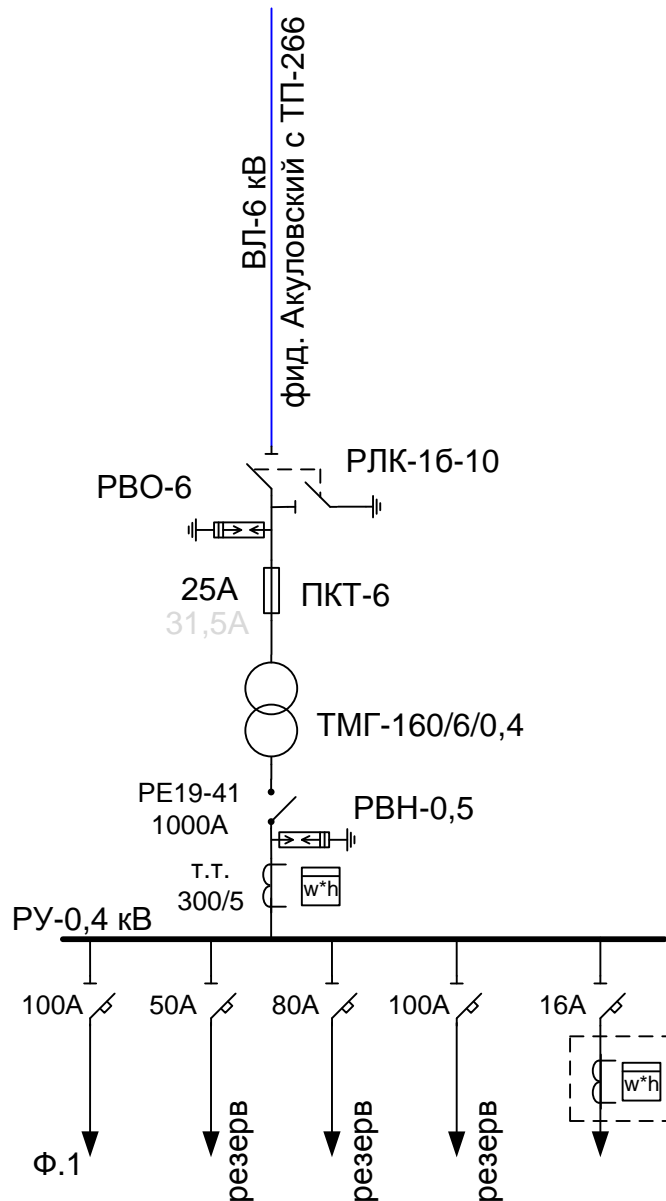 ВЛ-6 кВ
фид. Акуловский с ТП-266
РЛК-1б-10
РВО-6
25А
31,5А
ПКТ-6
ТМГ-160/6/0,4
РЕ19-41
1000А
РВН-0,5
т.т.
300/5
w*h
РУ-0,4 кВ
100А
50А
80А
100А
16А
w*h
Ф.1
резерв
резерв
резерв